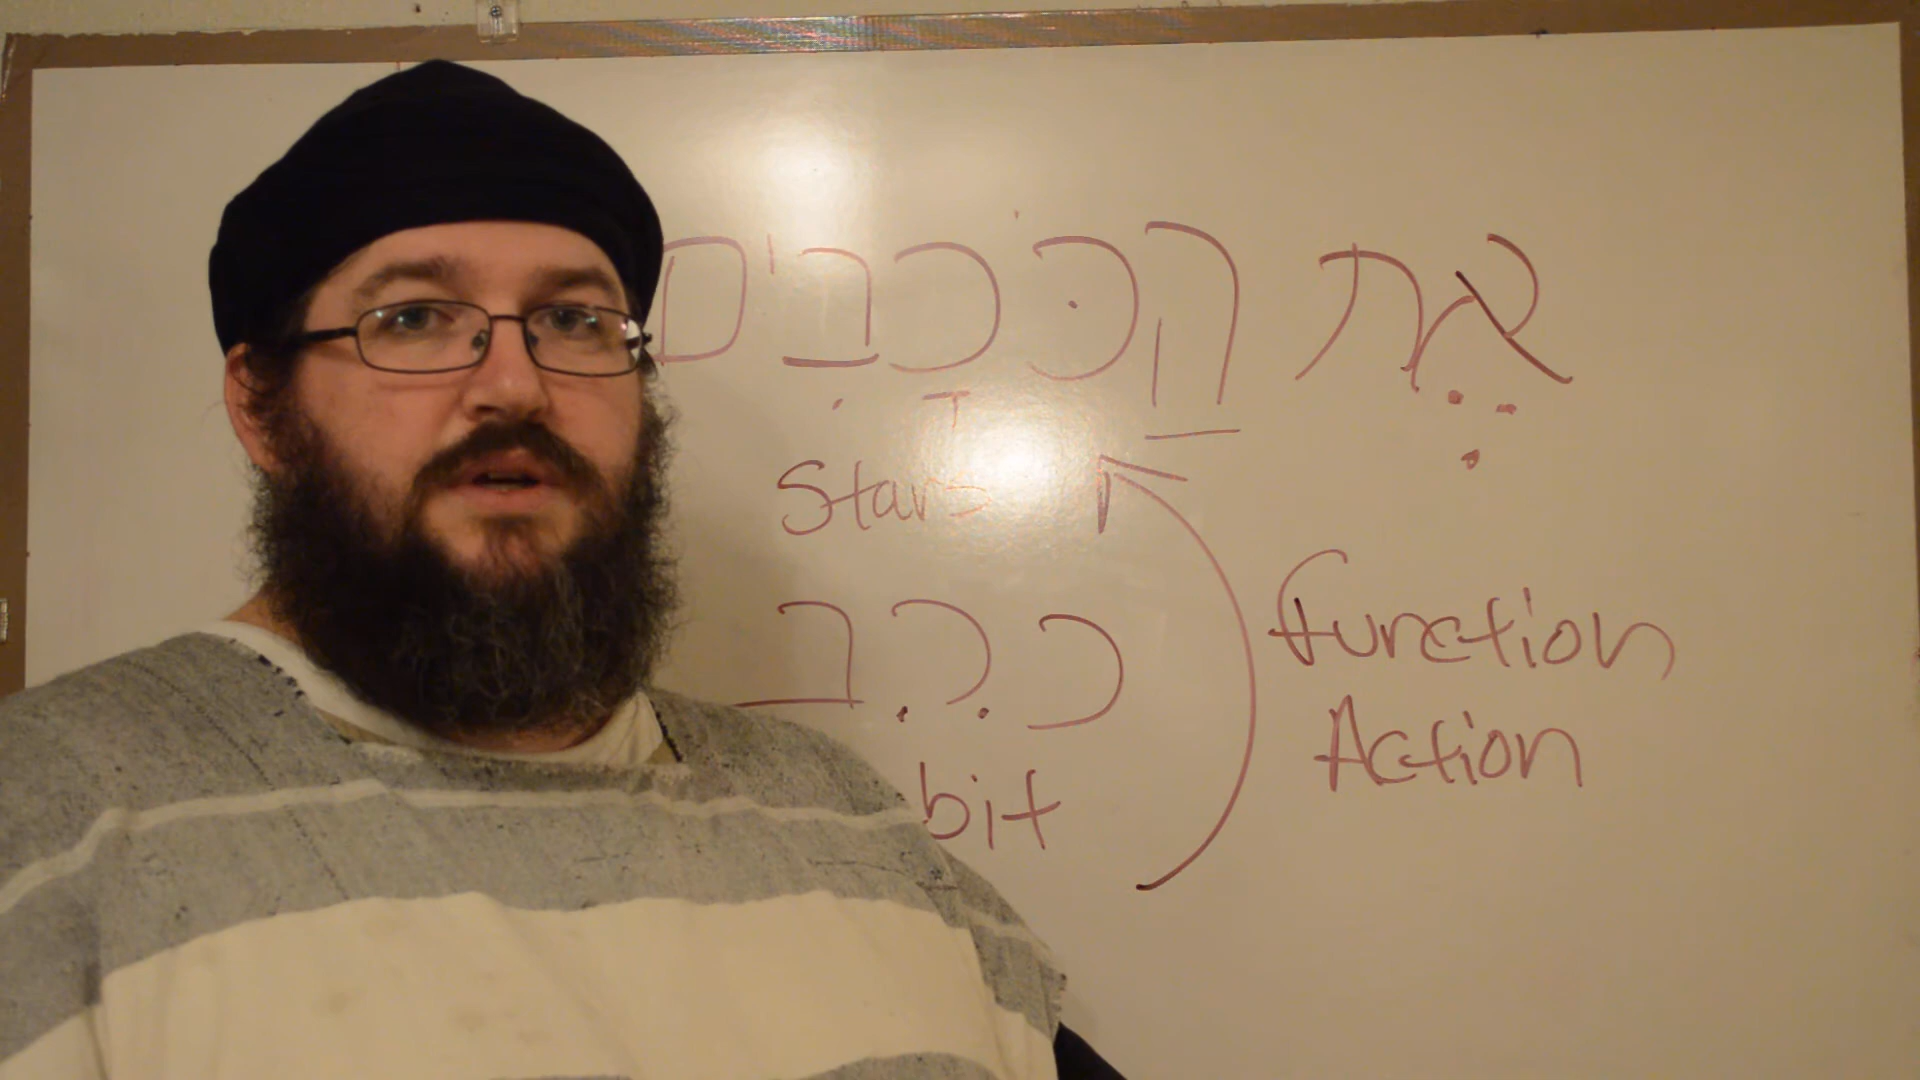 אֶת הַכֹּכָבִים
Stars
כ.כ.ב
bit
function
Action